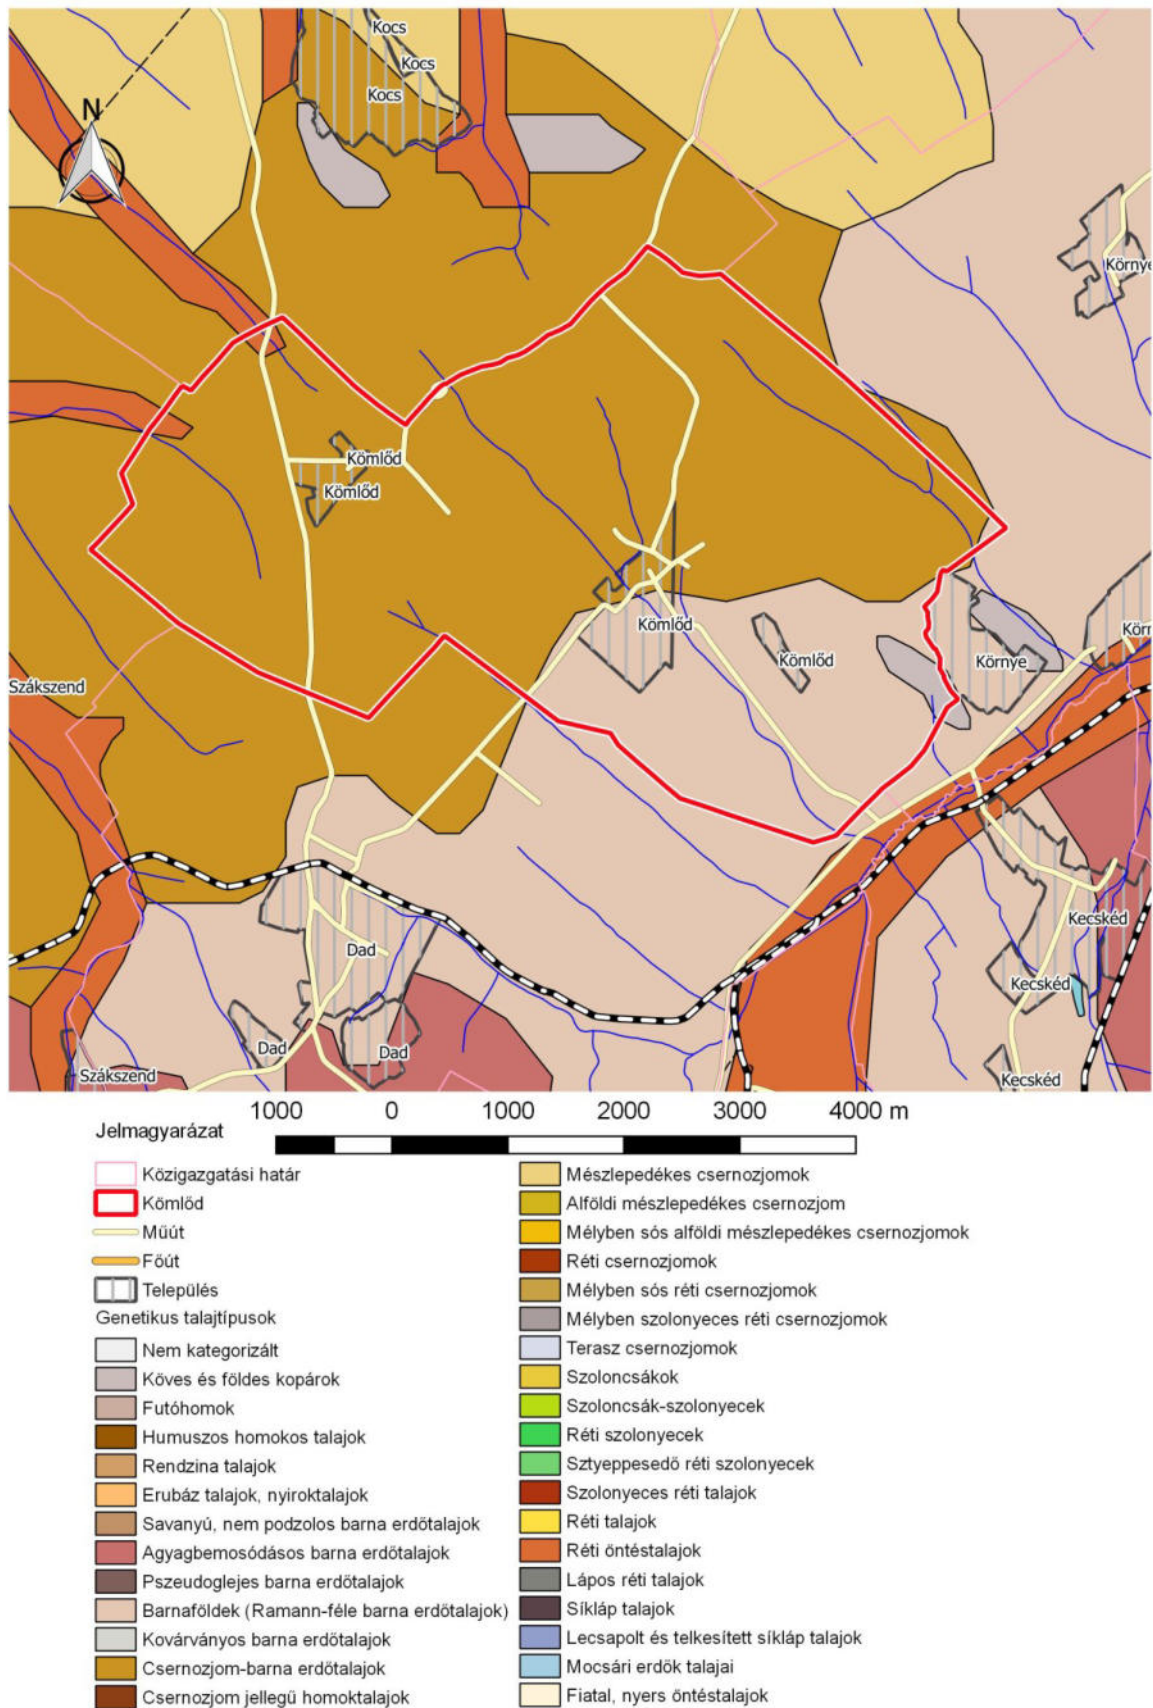 Kocs
Kocs
Kocs
N
Környe
Kömlőd
Kömlőd
Kömlőd
Kömlőd
Környe
Körn
Szákszend
Kecskéd
Dad
Kecskéd
Dad
Dad
Szákszend
Kecskéd
1000 0 1000 2000 3000 4000 m
Jelmagyarázat
Közigazgatási határ
Kömlőd
Műút
Főút
Település
Genetikus talajtípusok
Nem kategorizált
Köves és földes kopárok
Futóhomok
Humuszos homokos talajok
Rendzina talajok
Erubáz talajok, nyiroktalajok
Savanyú, nem podzolos barna erdőtalajok
Agyagbemosódásos barna erdőtalajok
Pszeudoglejes barna erdőtalajok
Barnaföldek (Ramann-féle barna erdőtalajok)
Kovárványos barna erdőtalajok
Csernozjom-barna erdőtalajok
Csernozjom jellegű homoktalajok
Mészlepedékes csernozjomok
Alföldi mészlepedékes csernozjom
Mélyben sós alföldi mészlepedékes csernozjomok
Réti csernozjomok
Mélyben sós réti csernozjomok
Mélyben szolonyeces réti csernozjomok
Terasz csernozjomok
Szoloncsákok
Szoloncsák-szolonyecek
Réti szolonyecek
Sztyeppesedő réti szolonyecek
Szolonyeces réti talajok
Réti talajok
Réti öntéstalajok
Lápos réti talajok
Síkláp talajok
Lecsapolt és telkesített síkláp talajok
Mocsári erdők talajai
Fiatal, nyers öntéstalajok